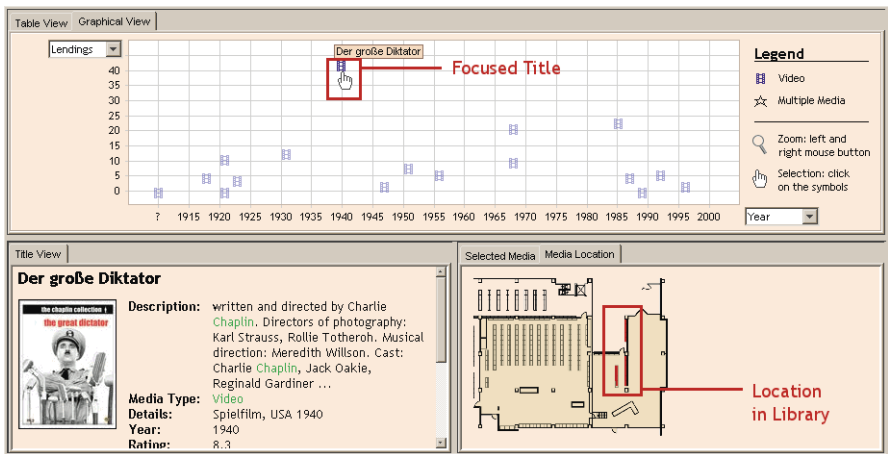 Table View Graphical View
Lendings
Der große Diktator
Focused Title
40
35
30
25
20
15
10
5
0
? 1915 1920 1925 1930 1935 1940 1945 1950 1955 1960 1965 1970 1975 1980 1985 1990 1995 2000
Legend
Video
Multiple Media
Zoom: left and
right mouse button
Selection: click
on the symbols
Year
Title View
Der große Diktator
the chaplin collection
the great dictator
Description: written and directed by Charlie
Chaplin. Directors of photography:
Karl Strauss, Rollie Totheroh. Musical
direction: Meredith Willson. Cast:
Charlie Chaplin, Jack Oakie,
Reginald Gardiner ...
Media Type: Video
Details: Spielfilm, USA 1940
Year: 1940
Rating: 8.3
Selected Media Media Location
Location
in Library